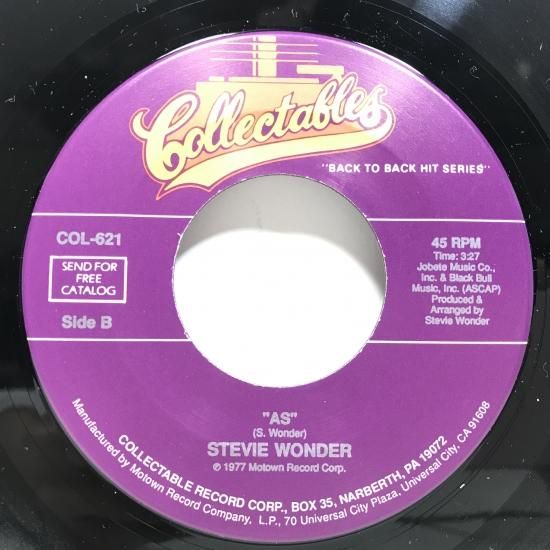 Collectables
"BACK TO BACK HIT SERIES"
COL-621
SEND FOR
FREE
CATALOG
Side B
45 RPM
Time: 3:27
Jobete Music Co.,
Inc. & Black Bull
Music, Inc. (ASCAP)
Produced &
Arranged by
Stevie Wonder
"AS"
(S. Wonder)
STEVIE WONDER
℗ 1977 Motown Record Corp.
COLLECTABLE RECORD CORP., BOX 35, NARBERTH, PA 19072
Manufactured by Motown Record Company, L.P., 70 Universal City Plaza, Universal City, CA 91608